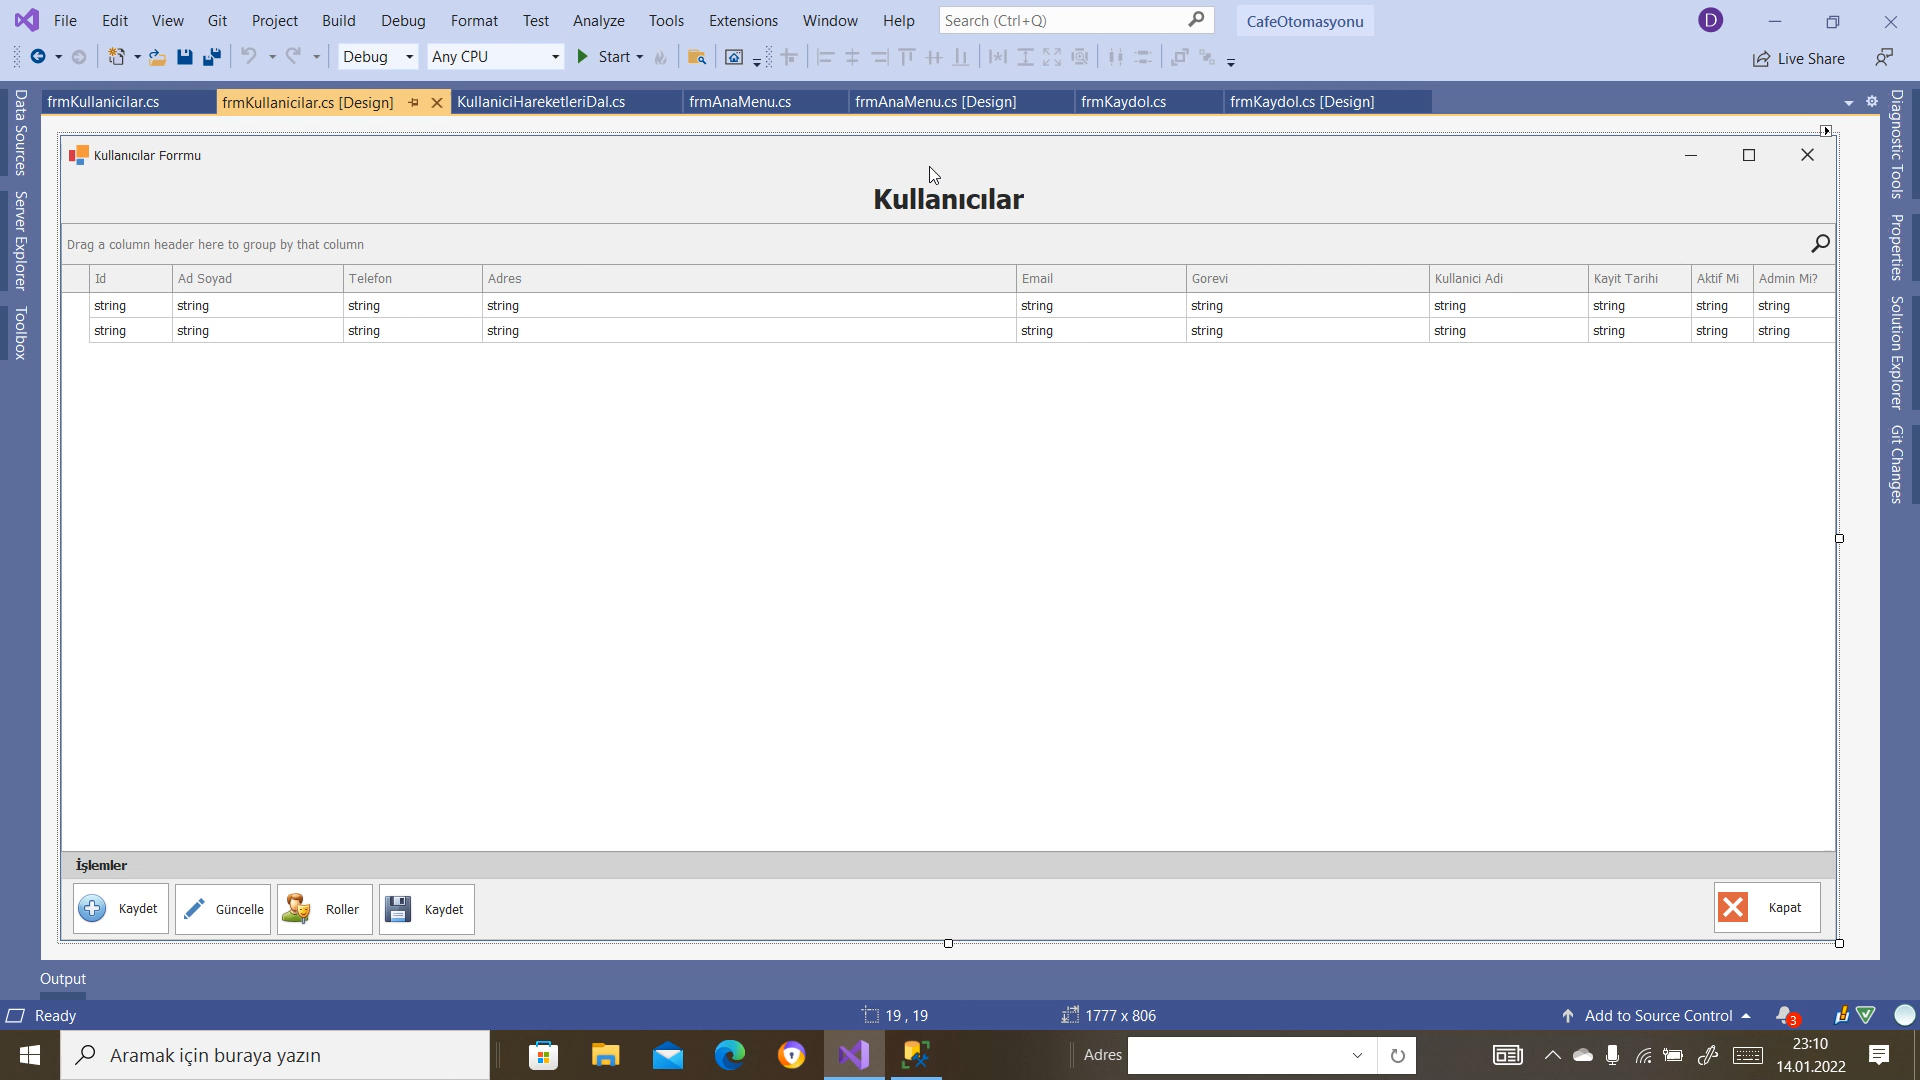 File Edit View Git Project Build Debug Format Test Analyze Tools Extensions Window Help Search (Ctrl+Q) CafeOtomasyonu D
Debug Any CPU Start Live Share
frmKullanicilar.cs frmKullanicilar.cs [Design] KullaniciHareketleriDal.cs frmAnaMenu.cs frmAnaMenu.cs [Design] frmKaydol.cs frmKaydol.cs [Design]
Data Sources
Server Explorer
Toolbox
Kullanıcılar Forrmu
Kullanıcılar
Drag a column header here to group by that column
Id Ad Soyad Telefon Adres Email Gorevi Kullanici Adi Kayit Tarihi Aktif Mi Admin Mi?
string string string string string string string string string string
string string string string string string string string string string
İşlemler
Kaydet Güncelle Roller Kaydet Kapat
Diagnostic Tools
Properties
Solution Explorer
Git Changes
Output
Ready 19 , 19 1777 x 806 Add to Source Control 3
Aramak için buraya yazın Adres 23:10
14.01.2022